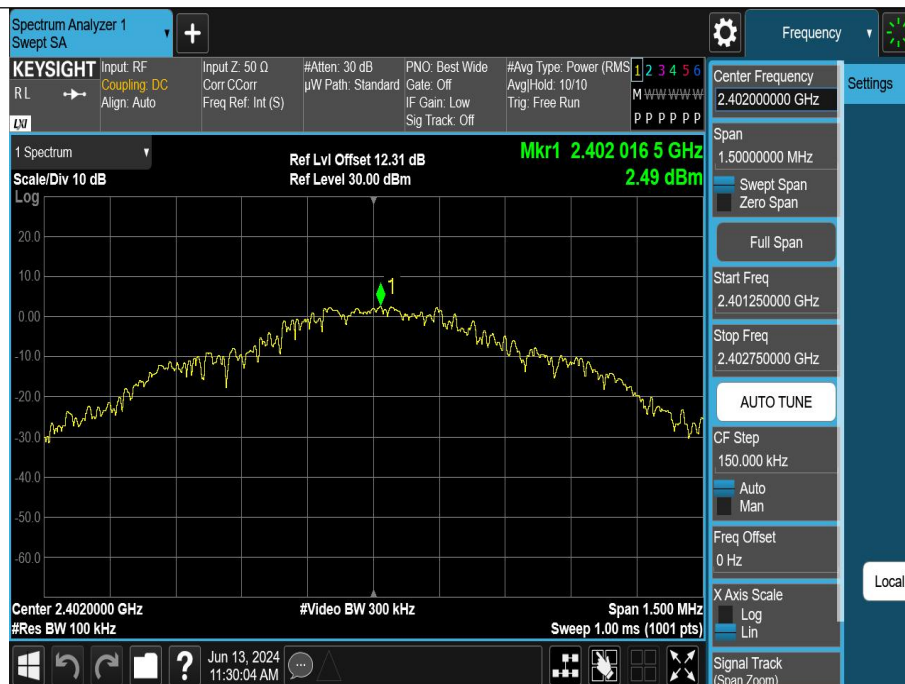 Spectrum Analyzer 1
Swept SA
Frequency
KEYSIGHT
RL
LXI
Input: RF
Coupling: DC
Align: Auto
Input Z: 50 Ω
Corr CCorr
Freq Ref: Int (S)
#Atten: 30 dB
µW Path: Standard
PNO: Best Wide
Gate: Off
IF Gain: Low
Sig Track: Off
#Avg Type: Power (RMS
Avg|Hold: 10/10
Trig: Free Run
1 2 3 4 5 6
M W W W W W
P P P P P P
Center Frequency
2.402000000 GHz
Settings
Span
1.50000000 MHz
Swept Span
Zero Span
Full Span
Start Freq
2.401250000 GHz
Stop Freq
2.402750000 GHz
AUTO TUNE
CF Step
150.000 kHz
Auto
Man
Freq Offset
0 Hz
X Axis Scale
Log
Lin
Signal Track
(Span Zoom)
Local
1 Spectrum
Scale/Div 10 dB
Log
Ref Lvl Offset 12.31 dB
Ref Level 30.00 dBm
Mkr1 2.402 016 5 GHz
2.49 dBm
20.0
10.0
0.00
-10.0
-20.0
-30.0
-40.0
-50.0
-60.0
1
Center 2.4020000 GHz
#Res BW 100 kHz
#Video BW 300 kHz
Span 1.500 MHz
Sweep 1.00 ms (1001 pts)
?
Jun 13, 2024
11:30:04 AM